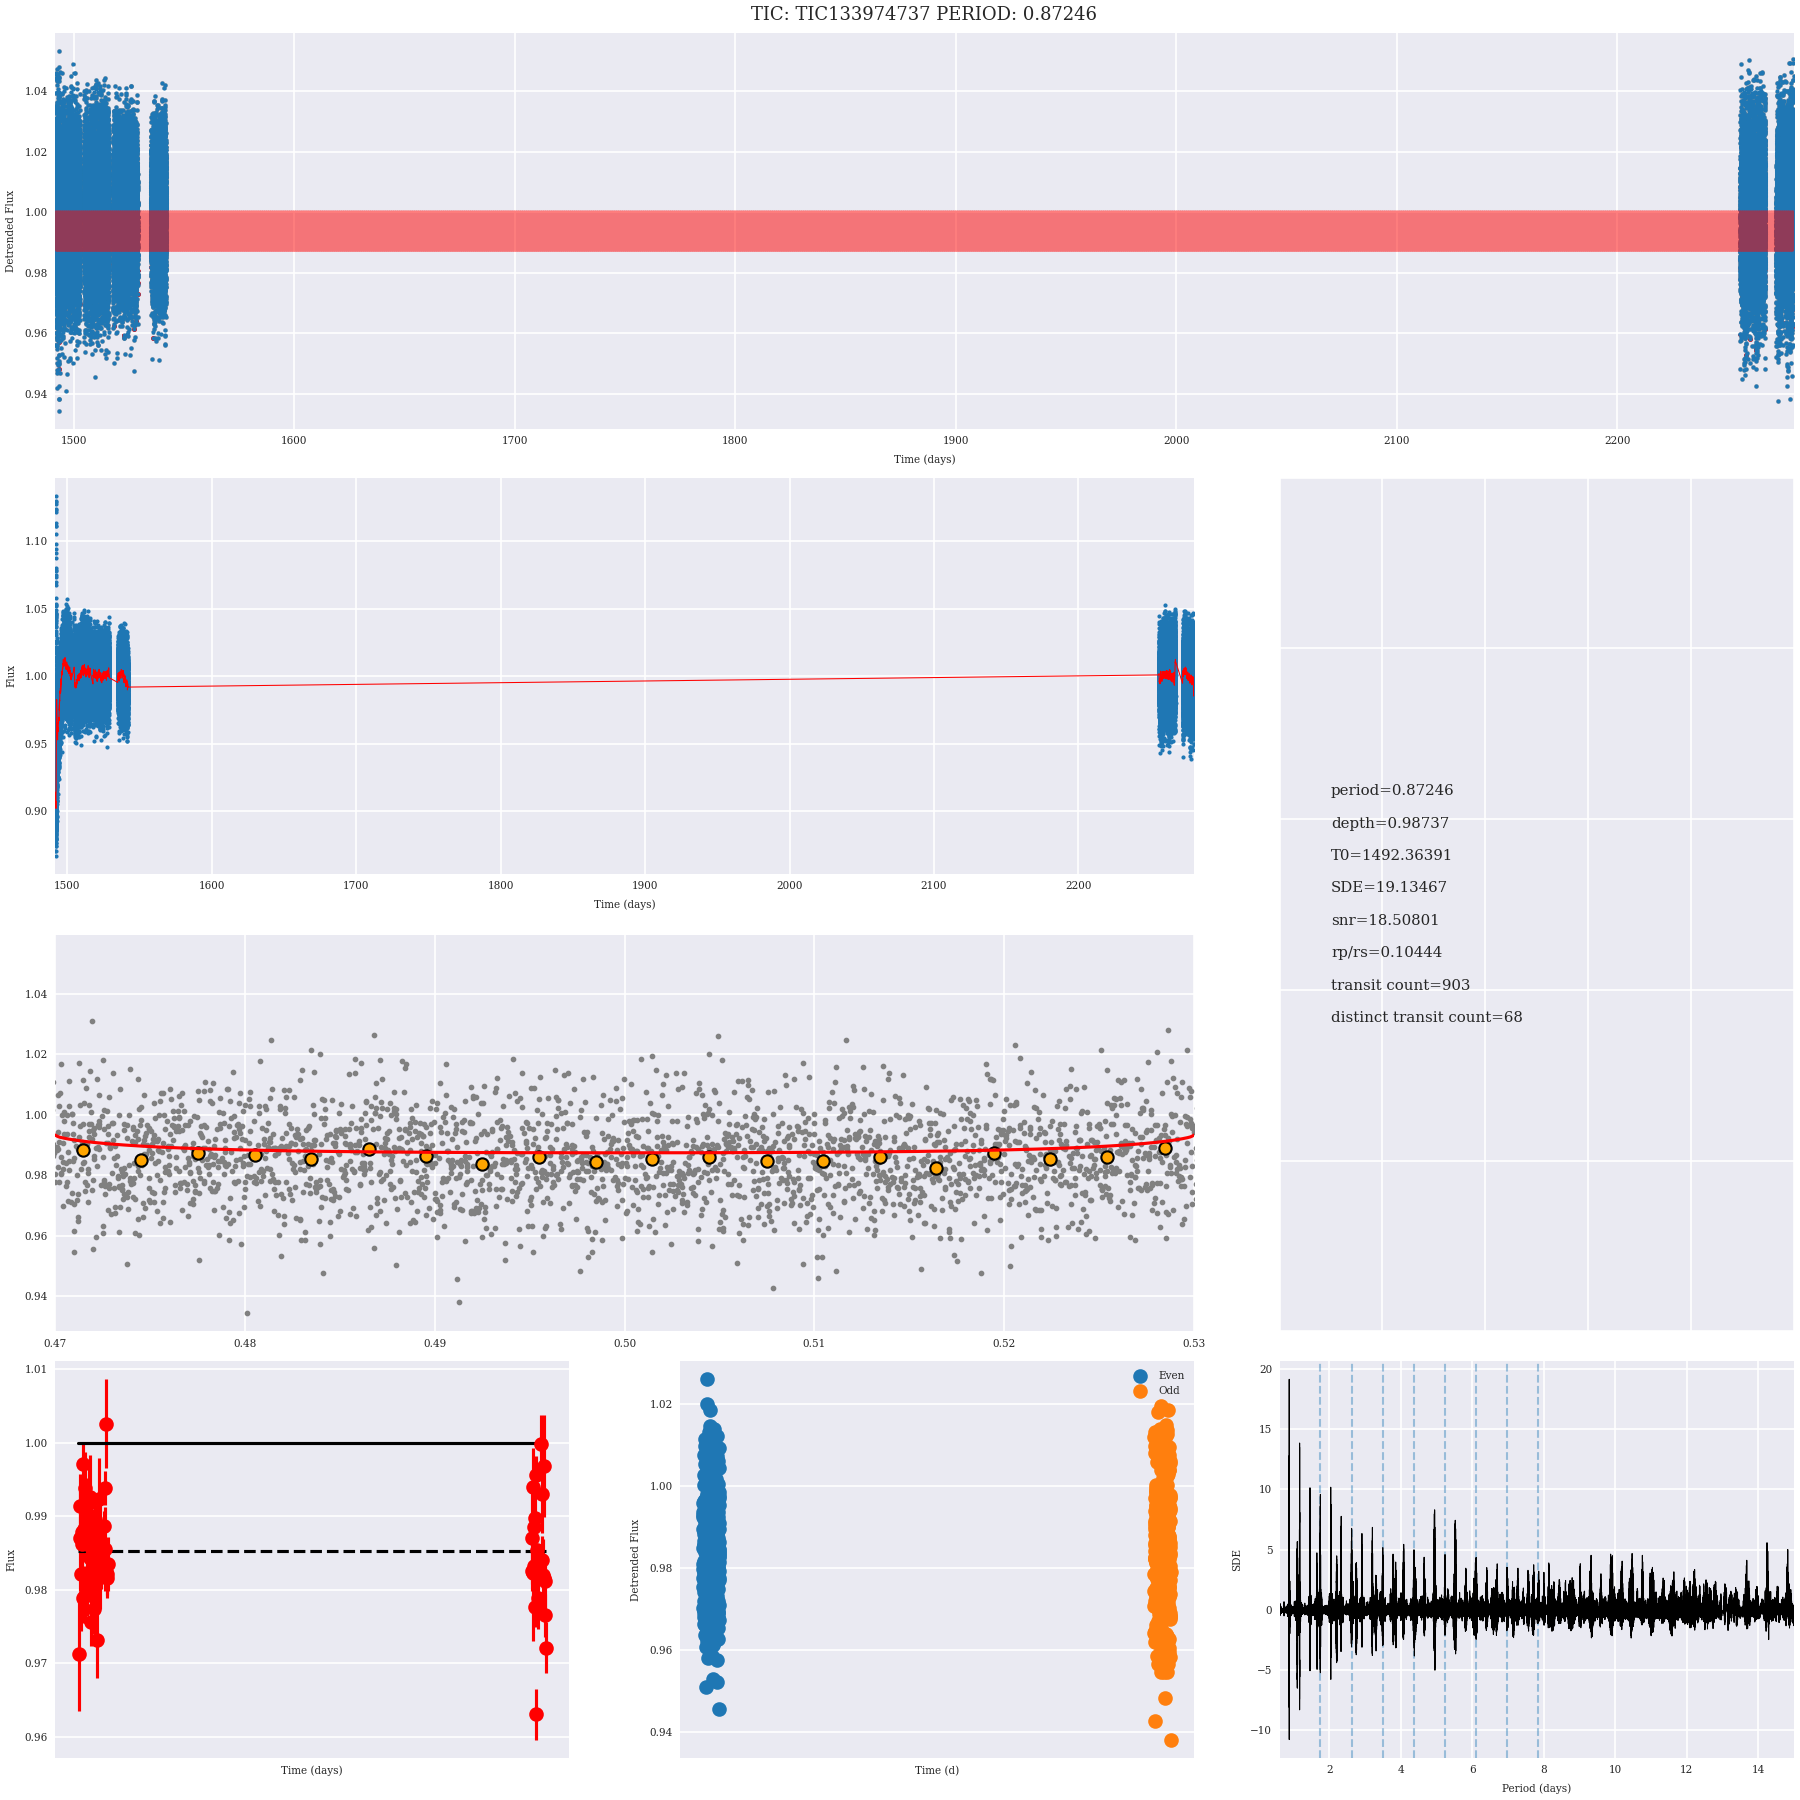 TIC: TIC133974737 PERIOD: 0.87246
1.04
1.02
1.00
0.98
0.96
0.94
Detrended Flux
1500 1600 1700 1800 1900 2000 2100 2200
Time (days)
1.10
1.05
1.00
0.95
0.90
Flux
1500 1600 1700 1800 1900 2000 2100 2200
Time (days)
period=0.87246
depth=0.98737
T0=1492.36391
SDE=19.13467
snr=18.50801
rp/rs=0.10444
transit count=903
distinct transit count=68
1.04
1.02
1.00
0.98
0.96
0.94
0.47 0.48 0.49 0.50 0.51 0.52 0.53
1.01
1.00
0.99
0.98
0.97
0.96
Flux
Time (days)
Even
Odd
1.02
1.00
0.98
0.96
0.94
Detrended Flux
Time (d)
20
15
10
5
0
−5
−10
SDE
2 4 6 8 10 12 14
Period (days)